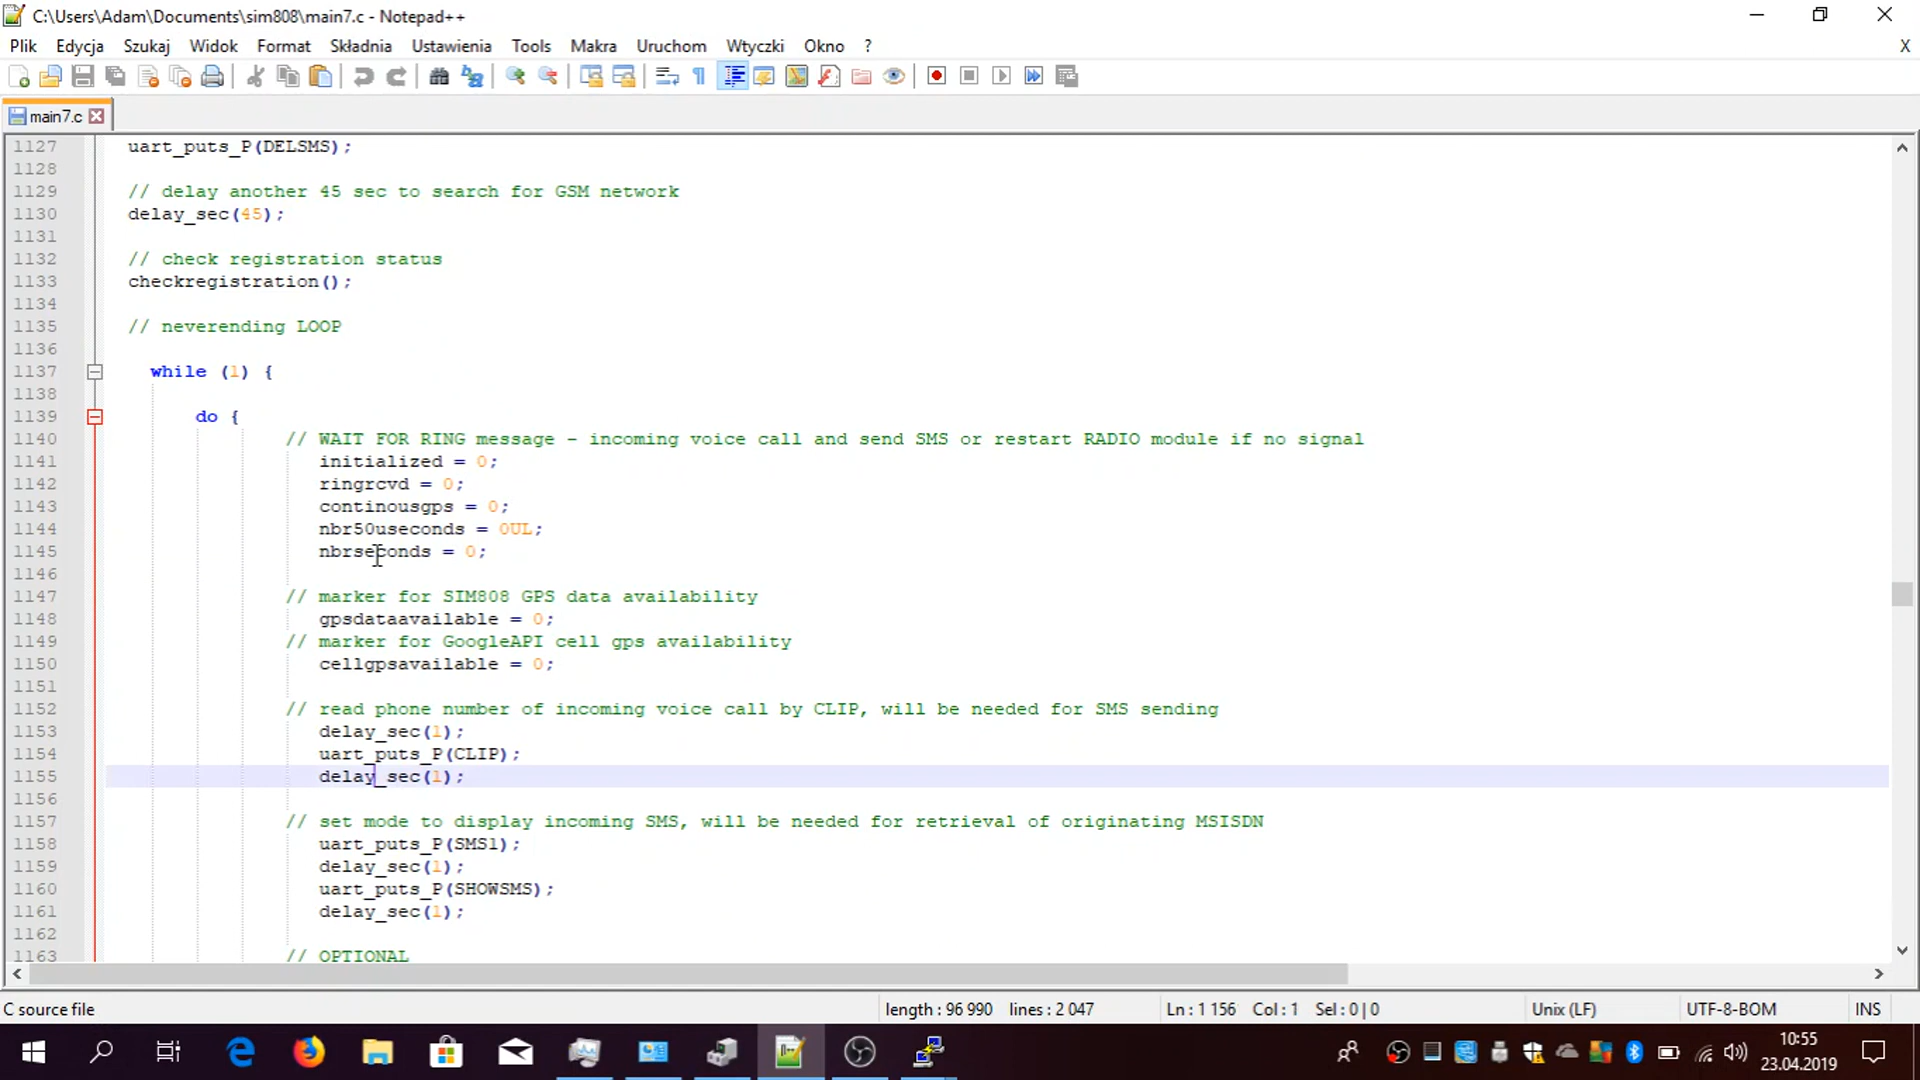 C:\Users\Adam\Documents\sim808\main7.c - Notepad++
Plik Edycja Szukaj Widok Format Składnia Ustawienia Tools Makra Uruchom Wtyczki Okno ? X
main7.c
1127 uart_puts_P(DELSMS);
1128
1129 // delay another 45 sec to search for GSM network
1130 delay_sec(45);
1131
1132 // check registration status
1133 checkregistration();
1134
1135 // neverending LOOP
1136
1137 while (1) {
1138
1139 do {
1140 // WAIT FOR RING message - incoming voice call and send SMS or restart RADIO module if no signal
1141 initialized = 0;
1142 ringrcvd = 0;
1143 continousgps = 0;
1144 nbr50useconds = 0UL;
1145 nbrseconds = 0;
1146
1147 // marker for SIM808 GPS data availability
1148 gpsdataavailable = 0;
1149 // marker for GoogleAPI cell gps availability
1150 cellgpsavailable = 0;
1151
1152 // read phone number of incoming voice call by CLIP, will be needed for SMS sending
1153 delay_sec(1);
1154 uart_puts_P(CLIP);
1155 delay_sec(1);
1156
1157 // set mode to display incoming SMS, will be needed for retrieval of originating MSISDN
1158 uart_puts_P(SMS1);
1159 delay_sec(1);
1160 uart_puts_P(SHOWSMS);
1161 delay_sec(1);
1162
1163 // OPTIONAL
C source file length : 96 990 lines : 2 047 Ln : 1 156 Col : 1 Sel : 0 | 0 Unix (LF) UTF-8-BOM INS
10:55
23.04.2019